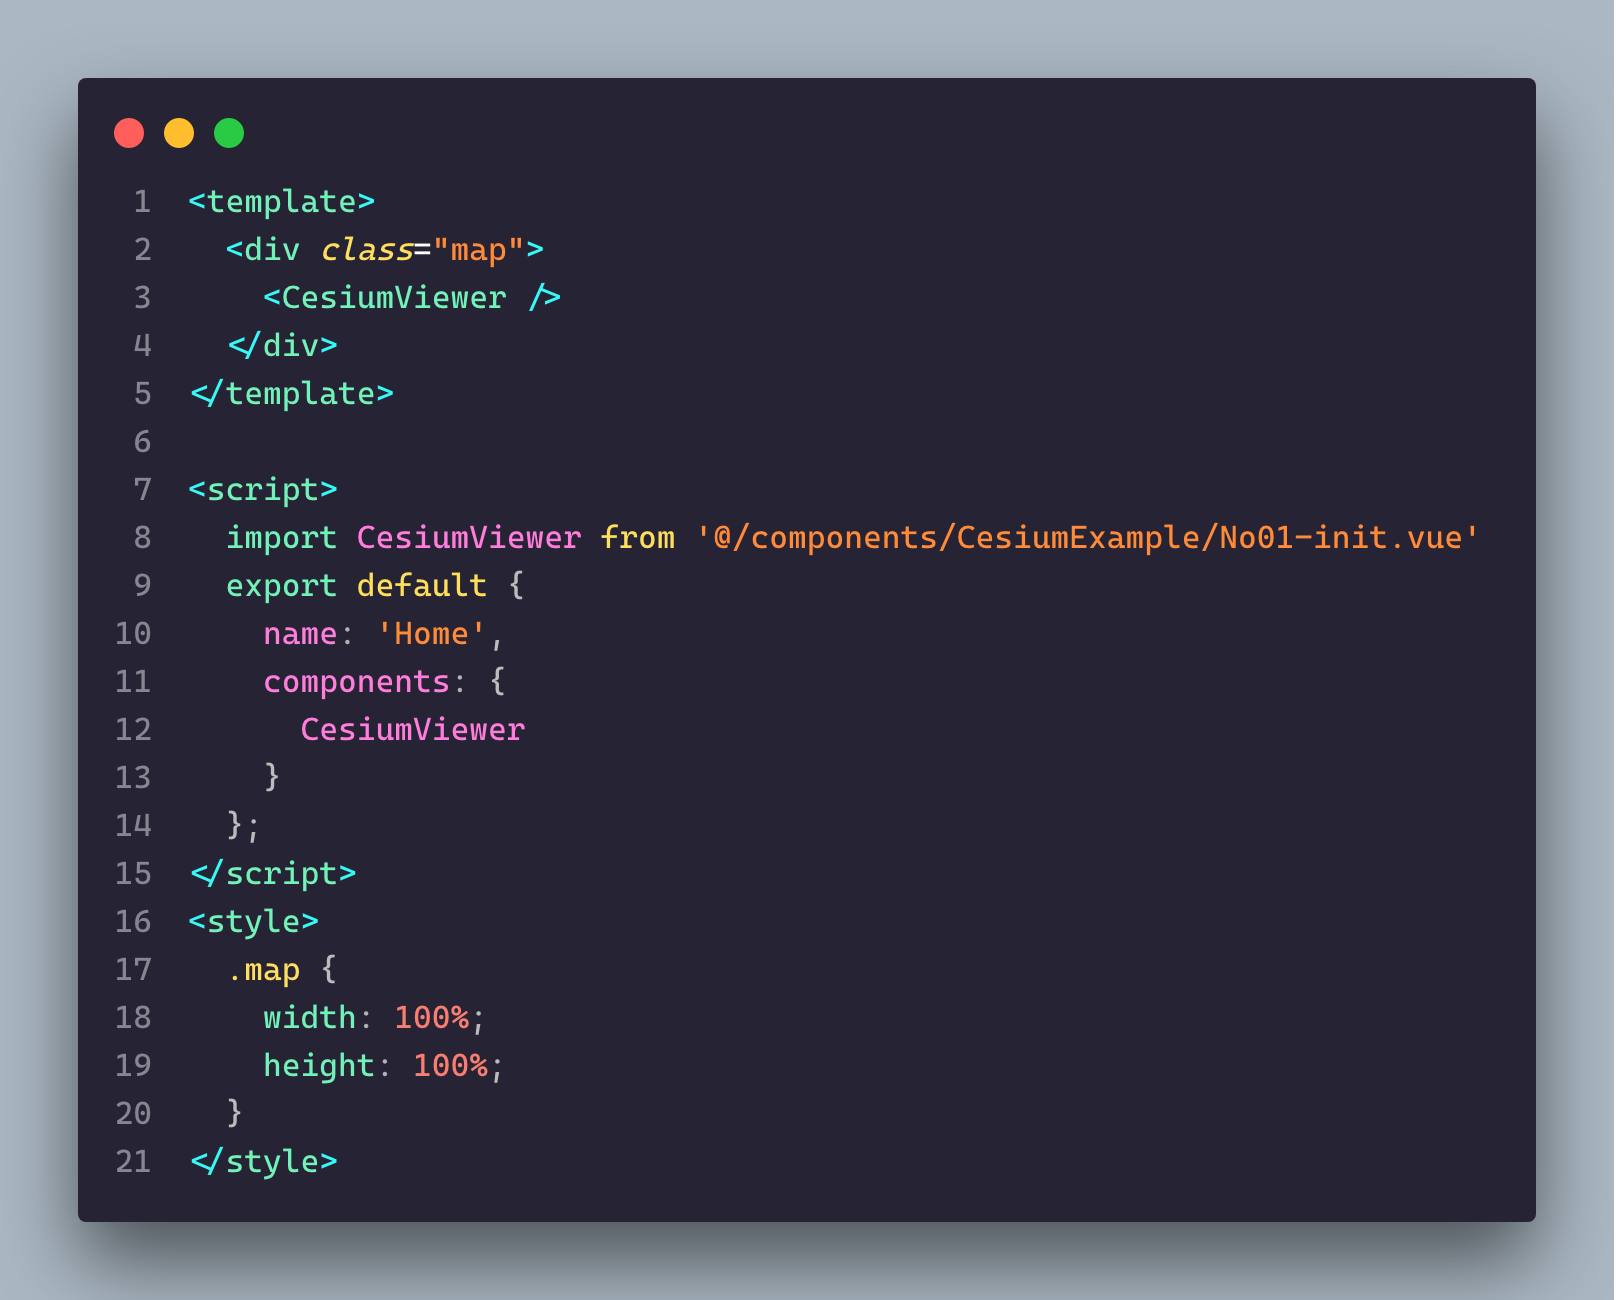 1 <template>
2   <div class="map">
3     <CesiumViewer />
4   </div>
5 </template>
6
7 <script>
8   import CesiumViewer from '@/components/CesiumExample/No01-init.vue'
9   export default {
10     name: 'Home',
11     components: {
12       CesiumViewer
13     }
14   };
15 </script>
16 <style>
17   .map {
18     width: 100%;
19     height: 100%;
20   }
21 </style>